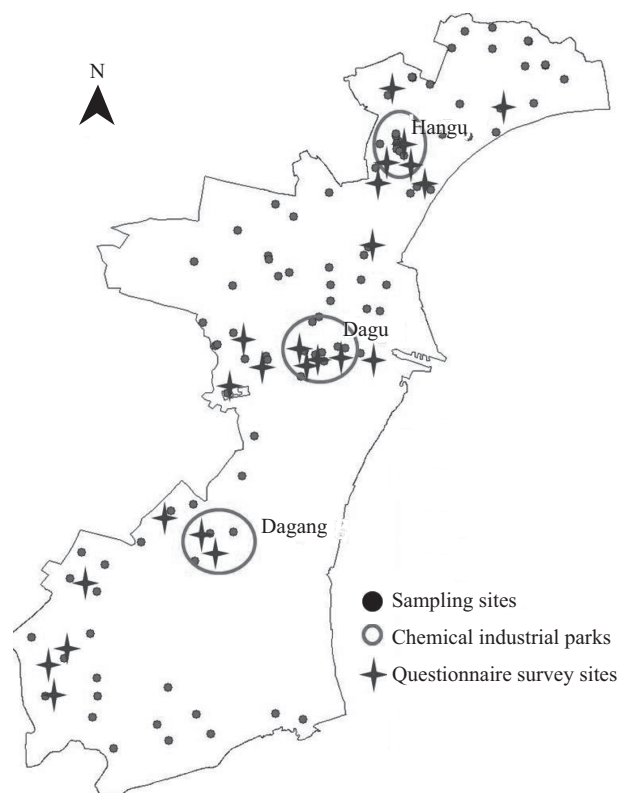 N
Hangu
Dagu
Dagang
Sampling sites
Chemical industrial parks
Questionnaire survey sites